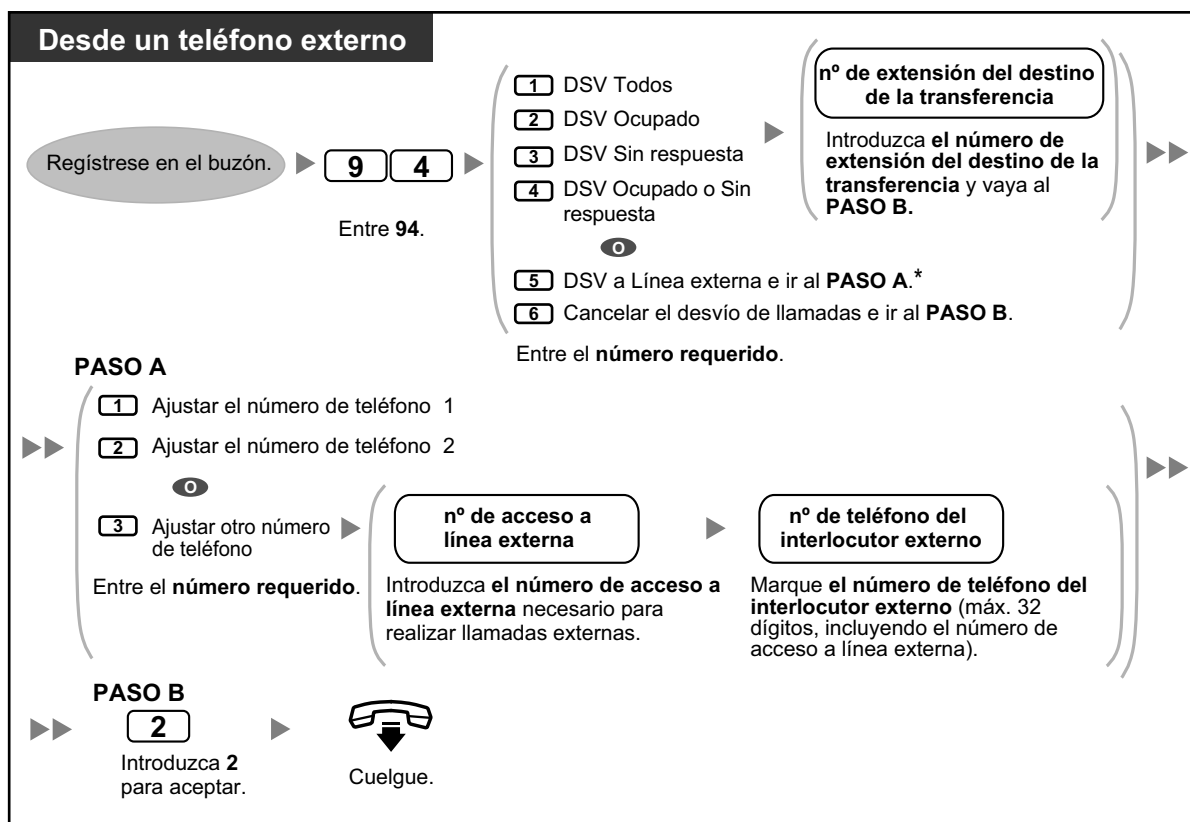 Desde un teléfono externo
Regístrese en el buzón.
9 4
Entre 94.
1 DSV Todos
2 DSV Ocupado
3 DSV Sin respuesta
4 DSV Ocupado o Sin
respuesta
O
5 DSV a Línea externa e ir al PASO A.*
6 Cancelar el desvío de llamadas e ir al PASO B.
Entre el número requerido.
nº de extensión del destino
de la transferencia
Introduzca el número de
extensión del destino de la
transferencia y vaya al
PASO B.
PASO A
1 Ajustar el número de teléfono 1
2 Ajustar el número de teléfono 2
O
3 Ajustar otro número
de teléfono
Entre el número requerido.
nº de acceso a
línea externa
Introduzca el número de acceso a
línea externa necesario para
realizar llamadas externas.
nº de teléfono del
interlocutor externo
Marque el número de teléfono del
interlocutor externo (máx. 32
dígitos, incluyendo el número de
acceso a línea externa).
PASO B
2
Introduzca 2
para aceptar.
Cuelgue.